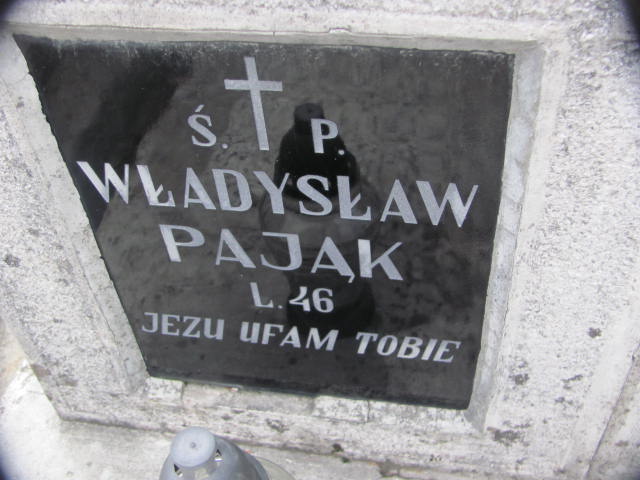 Ś. P.
WŁADYSŁAW
PAJĄK
L. 46
JEZU UFAM TOBIE